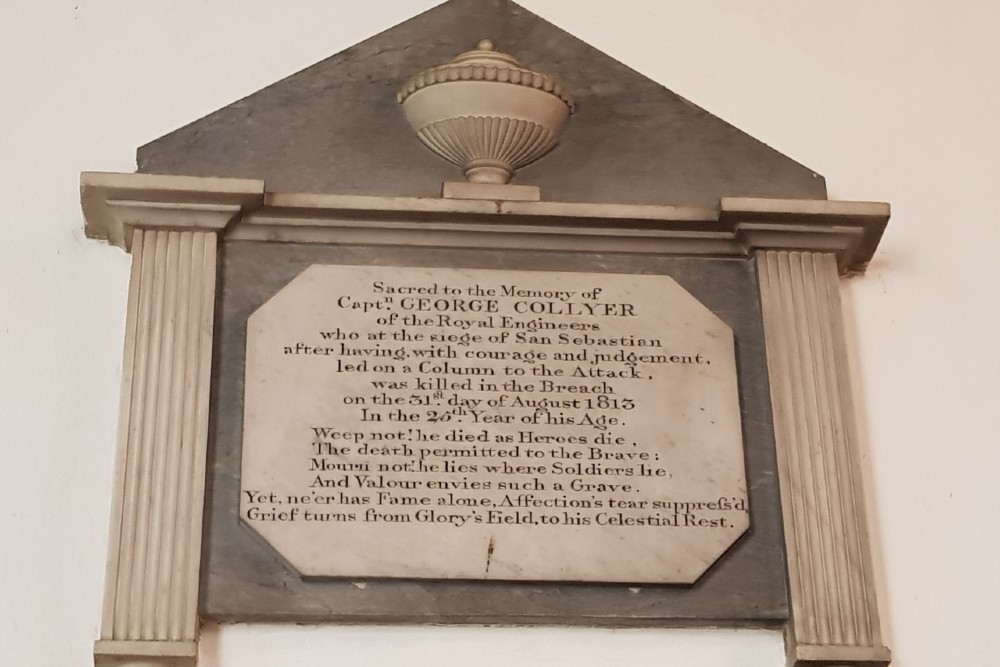 Sacred to the Memory of
Captn. GEORGE COLLYER
of the Royal Engineers
who at the siege of San Sebastian
after having, with courage and judgement,
led on a Column to the Attack,
was killed in the Breach
on the 31st. day of August 1813
In the 25th. Year of his Age.
Weep not! he died as Heroes die,
The death permitted to the Brave;
Mourn not! he lies where Soldiers lie,
And Valour envies such a Grave.
Yet, ne'er has Fame alone, Affection's tear suppreſs'd,
Grief turns from Glory's Field, to his Celestial Rest.